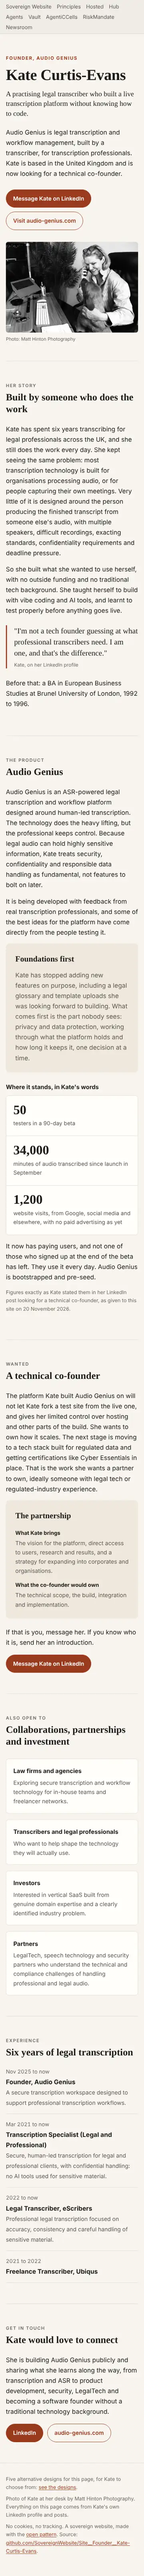 Sovereign Website Principles Hosted Hub
Agents Vault AgentICCells RiskMandate
Newsroom
FOUNDER, AUDIO GENIUS
Kate Curtis-Evans
A practising legal transcriber who built her own
transcription platform without knowing how
to code.
Audio Genius is legal transcription and
workflow management, built by a
transcriber, for transcription professionals.
Kate is based in the United Kingdom and is
now looking for a technical co-founder.
Message Kate on LinkedIn
Visit audio-genius.com
Photo: Matt Hinton Photography
HER STORY
Built by someone who does the
work
Kate has spent six years transcribing for
legal professionals across the UK, and she
still does the work every day. She kept
seeing the same problem: most
transcription technology is built for
organisations processing audio, or for
people capturing their own meetings. Very
little of it is designed around the person
producing the finished transcript from
someone else's audio, with multiple
speakers, difficult recordings, exacting
standards, confidentiality requirements and
deadline pressure.
So she built what she wanted to use herself,
with no outside funding and no traditional
tech background. She taught herself to build
with vibe coding and AI tools, and learnt to
test properly before anything goes live.
"I'm not a tech founder guessing at what
professional transcribers need. I am
one, and that's the difference."
Kate, on her LinkedIn profile
Before that: a BA in European Business
Studies at Brunel University of London, 1992
to 1996.
THE PRODUCT
Audio Genius
Audio Genius is an ASR-powered legal
transcription and workflow platform
designed around human-led transcription.
The technology does the heavy lifting, but
the professional keeps control. Because
legal audio can hold highly sensitive
information, Kate treats security,
confidentiality and responsible data
handling as fundamental, not features to
bolt on later.
It is being developed with feedback from
real transcription professionals, and some of
the best ideas for the platform have come
directly from the people testing it.
Foundations first
Kate has stopped adding new
features on purpose, including a legal
glossary and template uploads she
was looking forward to building. What
comes first is the part nobody sees:
privacy and data protection, working
through what the platform holds and
how long it keeps it, one decision at a
time.
Where it stands, in Kate's words
50
testers in a 90-day beta
34,000
minutes of audio transcribed since launch in
September
1,200
website visits, from Google, social media and
elsewhere, with no paid advertising as yet
It now has paying users, and not one of
those who signed up at the end of the beta
has left. They use it every day. Audio Genius
is bootstrapped and pre-seed.
Figures exactly as Kate stated them in her LinkedIn
post looking for a technical co-founder, as given to this
site on 20 November 2026.
WANTED
A technical co-founder
The platform Kate built Audio Genius on will
not let Kate fork a test site from the live one,
and gives her limited control over hosting
and other parts of the build. She wants to
own how it scales. The next stage is moving
to a tech stack built for regulated data and
getting certifications like Cyber Essentials in
place. That is the work she wants a partner
to own, ideally someone with legal tech or
regulated-industry experience.
The partnership
What Kate brings
The vision for the platform, direct access
to users, research and results, and a
strategy for expanding into corporates and
organisations.
What the co-founder would own
The technical scope, the build, integration
and implementation.
If that is you, message her. If you know who
it is, send her an introduction.
Message Kate on LinkedIn
ALSO OPEN TO
Collaborations, partnerships
and investment
Law firms and agencies
Exploring secure transcription and workflow
technology for in-house teams and
freelancer networks.
Transcribers and legal professionals
Who want to help shape the technology
they will actually use.
Investors
Interested in vertical SaaS built from
genuine domain expertise and a clearly
identified industry problem.
Partners
LegalTech, speech technology and security
partners who understand the technical and
compliance challenges of handling
professional and legal audio.
EXPERIENCE
Six years of legal transcription
Nov 2025 to now
Founder, Audio Genius
A secure transcription workspace designed to
support professional transcription workflows.
Mar 2021 to now
Transcription Specialist (Legal and
Professional)
Secure, human-led transcription for legal and
professional clients, with confidential handling:
no AI tools used for sensitive material.
2022 to now
Legal Transcriber, eScribers
Professional legal transcription focused on
accuracy, consistency and careful handling of
sensitive material.
2021 to 2022
Freelance Transcriber, Ubiqus
GET IN TOUCH
Kate would love to connect
She is building Audio Genius publicly and
sharing what she learns along the way, from
transcription and ASR to product
development, security, LegalTech and
becoming a software founder without a
traditional technology background.
LinkedIn
audio-genius.com
Five alternative designs for this page, for Kate to
choose from: see the designs.
Photo of Kate at her desk by Matt Hinton Photography.
Everything on this page comes from Kate's own
LinkedIn profile and posts.
No cookies, no tracking. A sovereign website, made
with the open pattern. Source:
github.com/SovereignWebsite/Site__Founder__Kate-
Curtis-Evans.